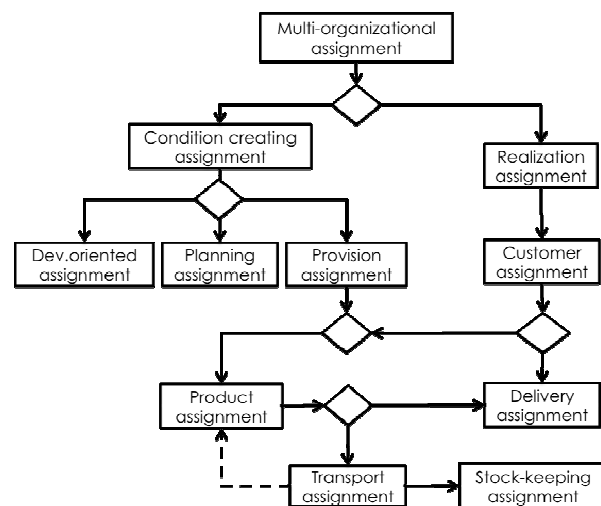 Multi-organizational
assignment
Condition creating
assignment
Realization
assignment
Dev.oriented
assignment
Planning
assignment
Provision
assignment
Customer
assignment
Product
assignment
Delivery
assignment
Transport
assignment
Stock-keeping
assignment